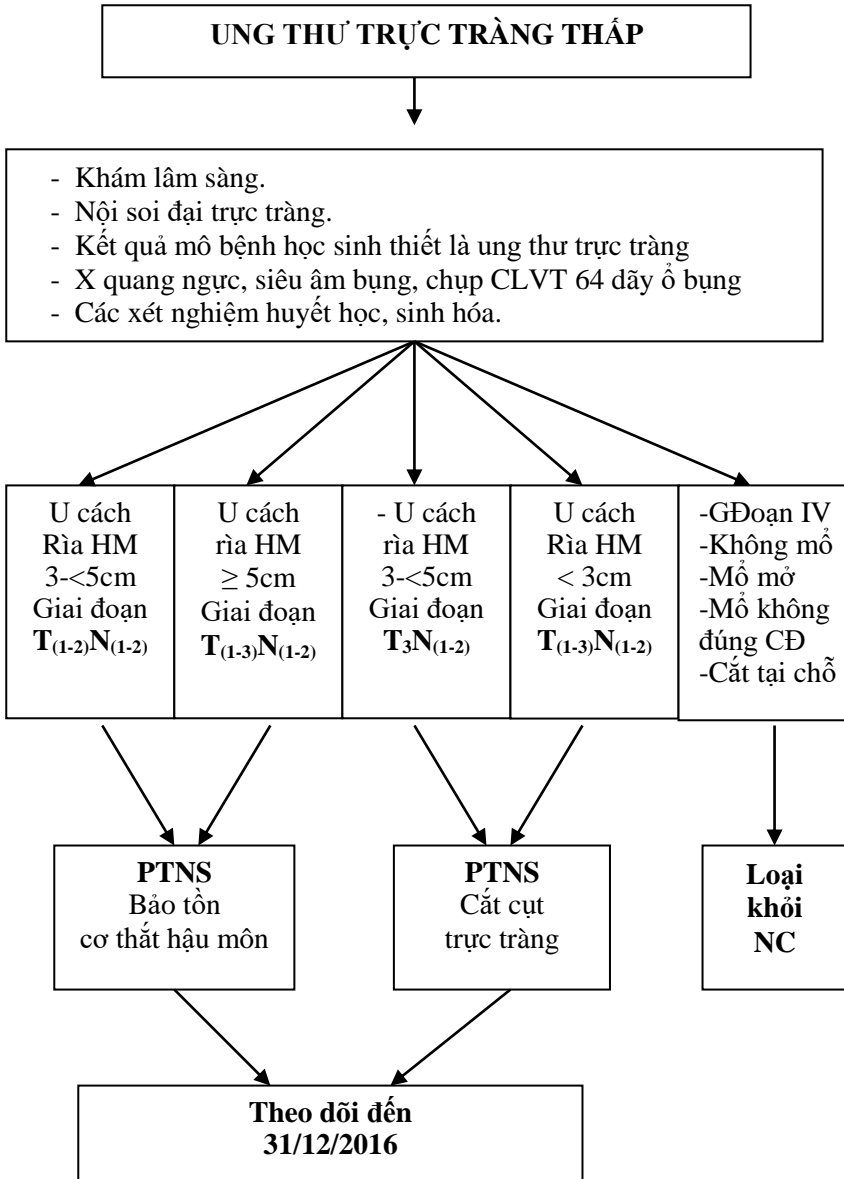 UNG THƯ TRỰC TRÀNG THẤP
- Khám lâm sàng.
- Nội soi đại trực tràng.
- Kết quả mô bệnh học sinh thiết là ung thư trực tràng
- X quang ngực, siêu âm bụng, chụp CLVT 64 dãy ổ bụng
- Các xét nghiệm huyết học, sinh hóa.
U cách
Rìa HM
3-<5cm
Giai đoạn
T(1-2)N(1-2)
U cách
rìa HM
≥ 5cm
Giai đoạn
T(1-3)N(1-2)
- U cách
rìa HM
3-<5cm
Giai đoạn
T3N(1-2)
U cách
Rìa HM
< 3cm
Giai đoạn
T(1-3)N(1-2)
-GĐoạn IV
-Không mổ
-Mổ mở
-Mổ không
đúng CĐ
-Cắt tại chỗ
PTNS
Bảo tồn
cơ thắt hậu môn
PTNS
Cắt cụt
trực tràng
Loại
khỏi
NC
Theo dõi đến
31/12/2016